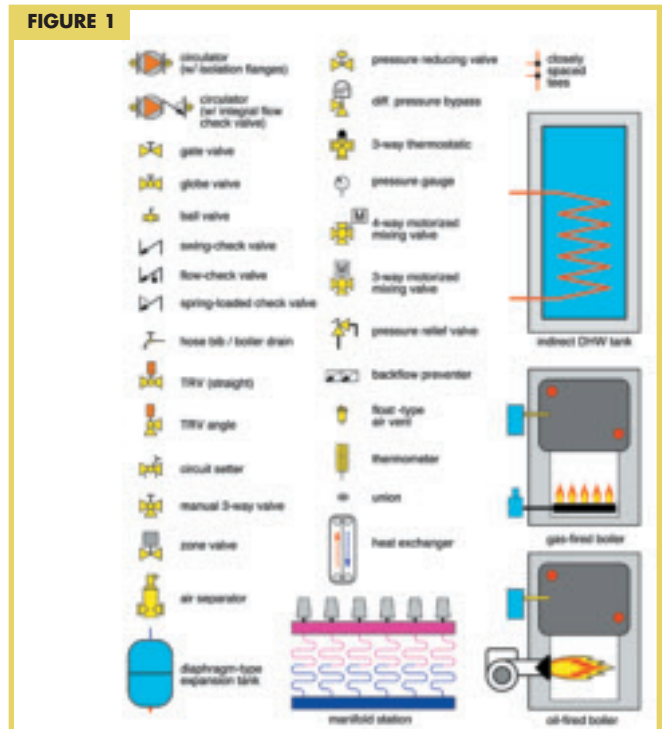 FIGURE 1
circulator
(w/ isolation flanges)
circulator
(w/ integral flow
check valve)
gate valve
globe valve
ball valve
swing-check valve
flow-check valve
spring-loaded check valve
hose bib / boiler drain
TRV (straight)
TRV angle
circuit setter
manual 3-way valve
zone valve
air separator
diaphragm-type
expansion tank
pressure reducing valve
diff. pressure bypass
3-way thermostatic
pressure gauge
M
4-way motorized
mixing valve
M
3-way motorized
mixing valve
pressure relief valve
backflow preventer
float-type
air vent
thermometer
union
heat exchanger
manifold station
closely
spaced
tees
indirect DHW tank
gas-fired boiler
oil-fired boiler